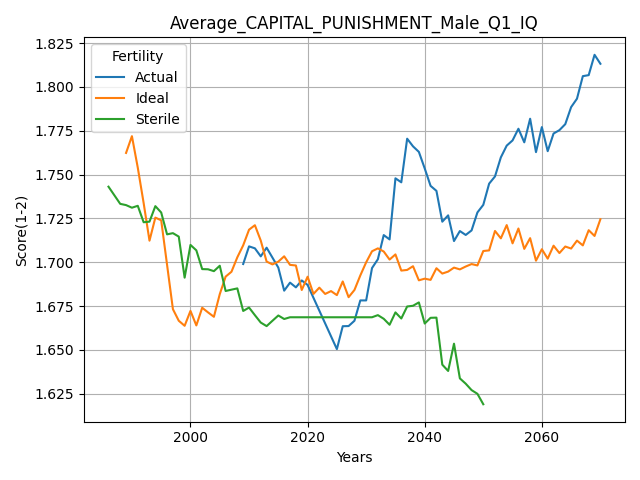 Average_CAPITAL_PUNISHMENT_Male_Q1_IQ
Fertility
Actual
Ideal
Sterile
Score(1-2)
1.825
1.800
1.775
1.750
1.725
1.700
1.675
1.650
1.625
2000
2020
2040
2060
Years